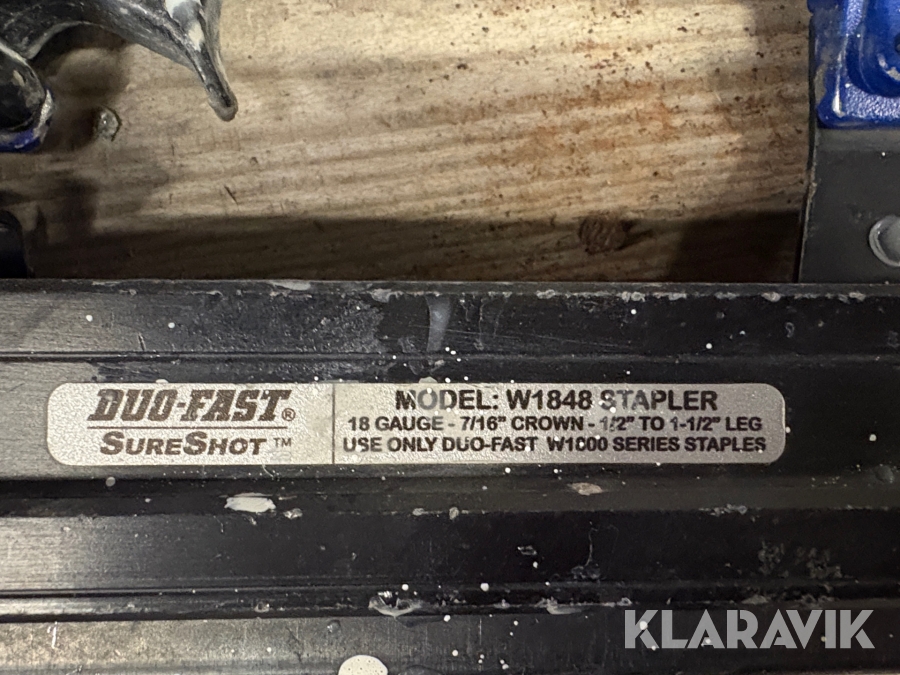 DUO-FAST®
SURESHOT™
MODEL: W1848 STAPLER
18 GAUGE - 7/16" CROWN - 1/2" TO 1-1/2" LEG
USE ONLY DUO-FAST W1800 SERIES STAPLES
KLARAVIK